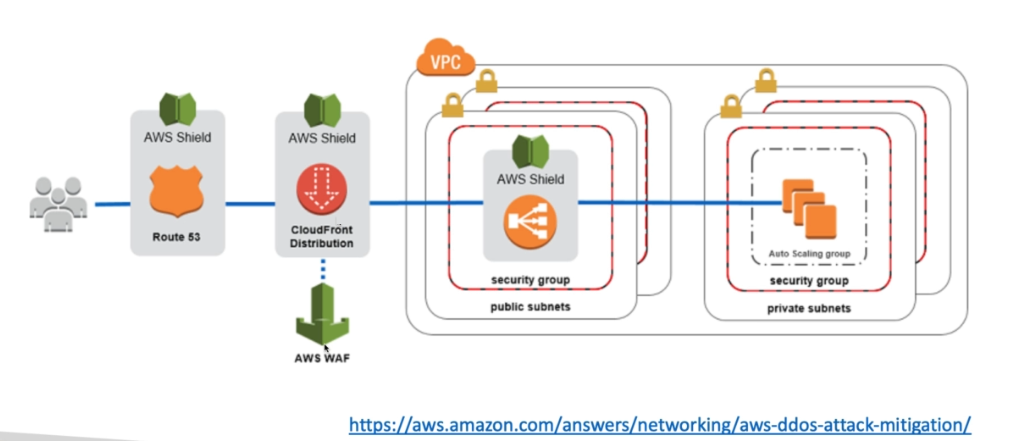 VPC
AWS Shield
Route 53
AWS Shield
CloudFront
Distribution
AWS WAF
AWS Shield
security group
public subnets
Auto Scaling group
security group
private subnets
https://aws.amazon.com/answers/networking/aws-ddos-attack-mitigation/